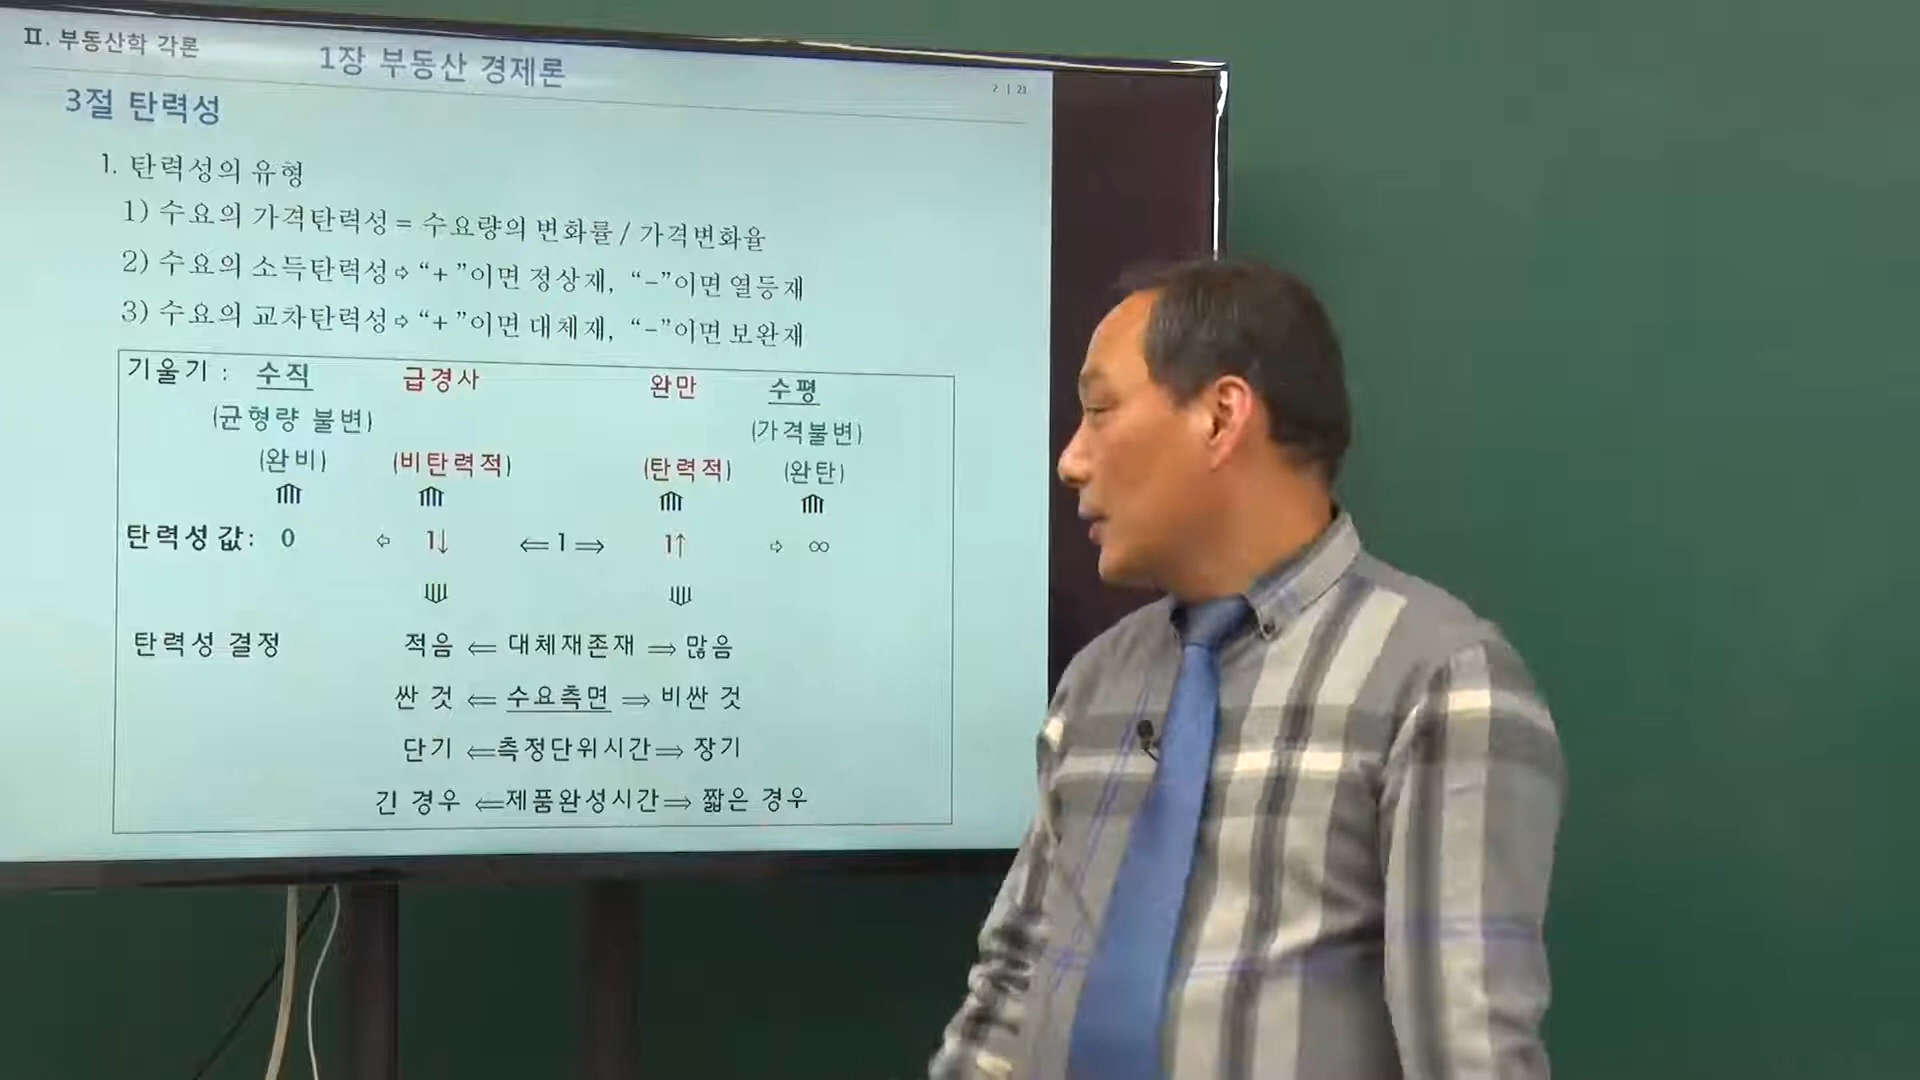 Ⅱ. 부동산학 각론
1장 부동산 경제론
2 | 21
3절 탄력성
1. 탄력성의 유형
1) 수요의 가격탄력성 = 수요량의 변화률 / 가격변화율
2) 수요의 소득탄력성 ⇨ “+ ”이면 정상재, “-”이면 열등재
3) 수요의 교차탄력성 ⇨ “+ ”이면 대체재, “-”이면 보완재
기울기 : 수직 급경사 완만 수평
(균형량 불변) (가격불변)
(완비) (비탄력적) (탄력적) (완탄)
탄력성 값: 0 ⇦ 1↓ ⇐ 1 ⇒ 1↑ ⇨ ∞
탄력성 결정 적음 ⇐ 대체재존재 ⇒ 많음
싼 것 ⇐ 수요측면 ⇒ 비싼 것
단기 ⇐측정단위시간⇒ 장기
긴 경우 ⇐제품완성시간⇒ 짧은 경우